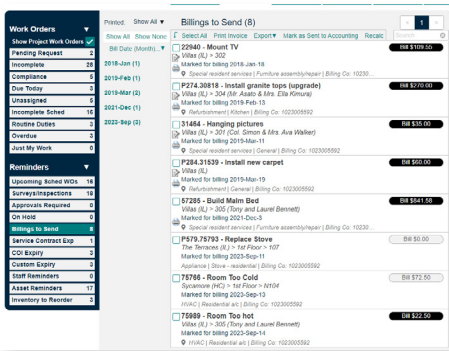 Work Orders ▼
Show Project Work Orders
Pending Request 2
Incomplete 28
Compliance 5
Due Today 3
Unassigned 5
Incomplete Sched 16
Routine Duties 3
Overdue 3
Just My Work 0
Reminders ▼
Upcoming Sched WOs 16
Surveys/Inspections 19
Approvals Required 0
On Hold 0
Billings to Send 8
Service Contract Exp 1
COI Expiry 3
Custom Expiry 3
Staff Reminders 0
Asset Reminders 17
Inventory to Reorder 3
Printed: Show All ▼
Show All Show None
Bill Date (Month)... ▼
2018-Jan (1)
2019-Feb (1)
2019-Mar (2)
2021-Dec (1)
2023-Sep (3)
Billings to Send (8)
1
Select All Print Invoice Export▼ Mark as Sent to Accounting Recalc Search
22940 - Mount TV Bill $109.55
Villas (IL) > 302
Marked for billing 2018-Jan-18
Special resident services | Furniture assembly/repair | Billing Co: 10230...
P274.30818 - Install granite tops (upgrade) Bill $270.00
Villas (IL) > 304 (Mr. Asato & Mrs. Ella Kimura)
Marked for billing 2019-Feb-13
Refurbishment | Kitchen | Billing Co: 1023005592
31464 - Hanging pictures Bill $35.00
Villas (IL) > 301 (Col. Simon & Mrs. Ava Walker)
Marked for billing 2019-Mar-11
Special resident services | General | Billing Co: 1023005592
P284.31539 - Install new carpet Bill $60.00
Villas (IL)
Marked for billing 2019-Mar-19
Refurbishment | General | Billing Co: 1023005592
57285 - Build Malm Bed Bill $841.58
Villas (IL) > 305 (Tony and Laurel Bennett)
Marked for billing 2021-Dec-3
Special resident services | Furniture assembly/repair | Billing Co: 10230...
P579.75793 - Replace Stove Bill $0.00
The Terraces (IL) > 1st Floor > 107
Marked for billing 2023-Sep-11
Appliance | Stove - residential | Billing Co: 1023005592
75766 - Room Too Cold Bill $72.50
Sycamore (HC) > 1st Floor > N104
Marked for billing 2023-Sep-13
HVAC | Residential a/c | Billing Co: 1023005592
75989 - Room Too hot Bill $22.50
Villas (IL) > 305 (Tony and Laurel Bennett)
Marked for billing 2023-Sep-14
HVAC | Residential a/c | Billing Co: 1023005592